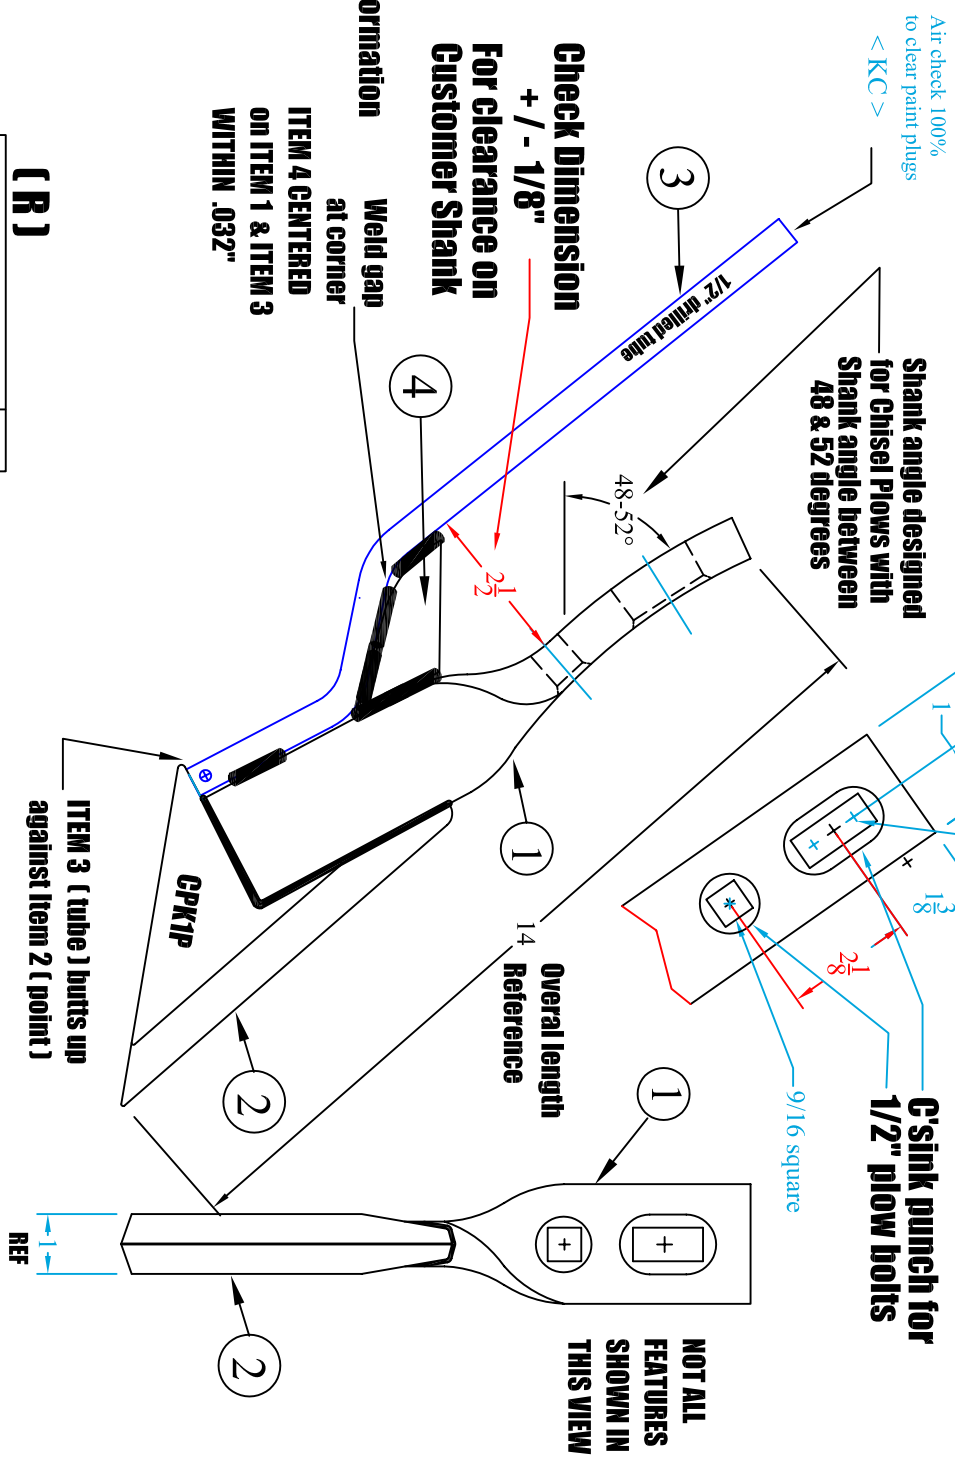 Air check 100%
to clear paint plugs
< KC >
Shank angle designed
for Chisel Plows with
Shank angle between
48 & 52 degrees
1
1 3/8
2 1/8
C'sink punch for
1/2" plow bolts
9/16 square
3
1/2" drilled tube
48-52°
Check Dimension
+ / - 1/8"
For clearance on
Customer Shank
2 1/2
1
14
Overal length
Reference
1
NOT ALL
FEATURES
SHOWN IN
THIS VIEW
ormation
Weld gap
at corner
4
ITEM 4 CENTERED
on ITEM 1 & ITEM 3
WITHIN .032"
CPK1P
2
2
ITEM 3 ( tube ) butts up
against Item 2 ( point )
1
REF
( R )